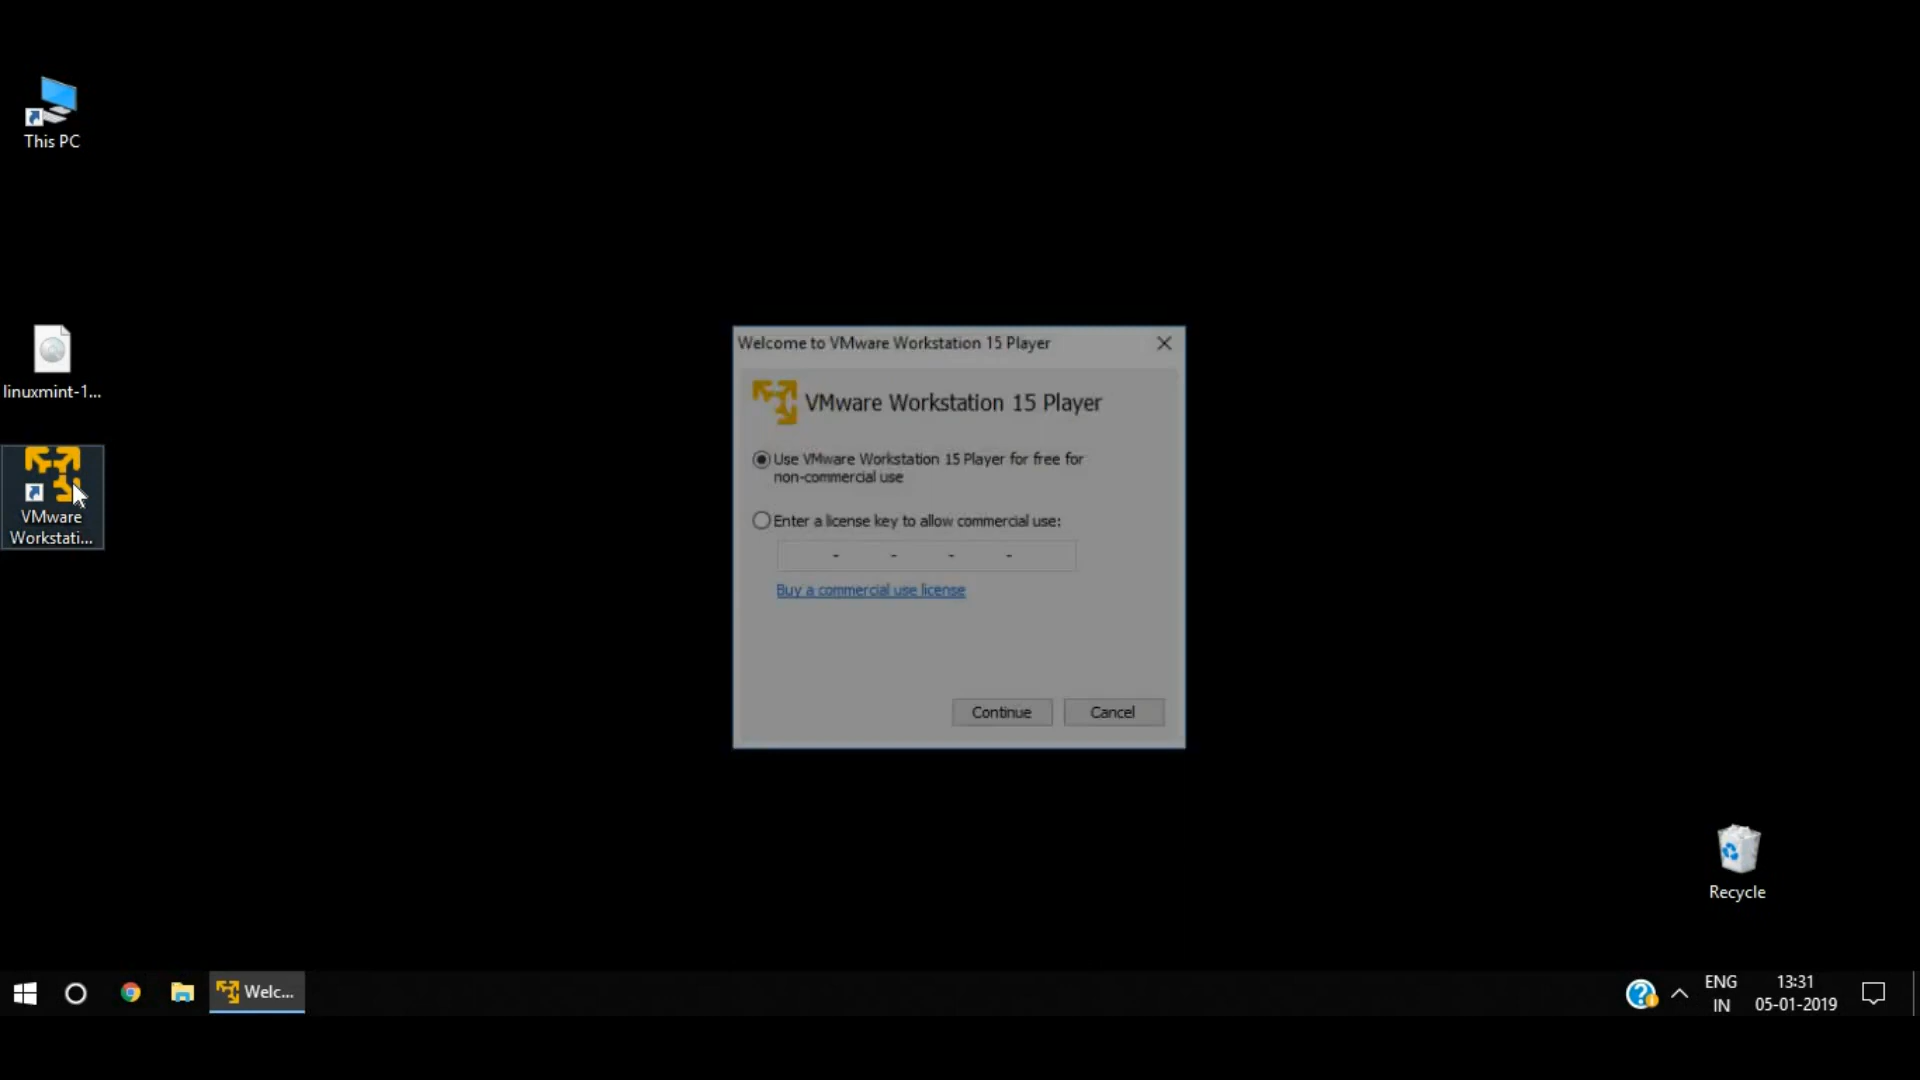 This PC
linuxmint-1...
VMware
Workstati...
Welcome to VMware Workstation 15 Player
VMware Workstation 15 Player
Use VMware Workstation 15 Player for free for
non-commercial use
Enter a license key to allow commercial use:
- - - -
Buy a commercial use license
Continue
Cancel
Recycle
Welc...
ENG
IN
13:31
05-01-2019